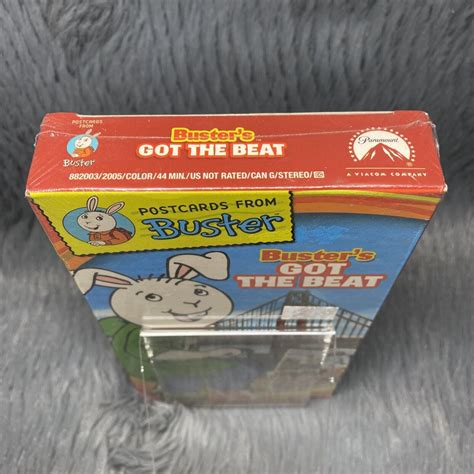 POSTCARDS
FROM
Buster
Buster's
GOT THE BEAT
882003/2005/COLOR/44 MIN./US NOT RATED/CAN G/STEREO/
Paramount
A VIACOM COMPANY
POSTCARDS FROM
Buster
Buster's
GOT
THE BEAT